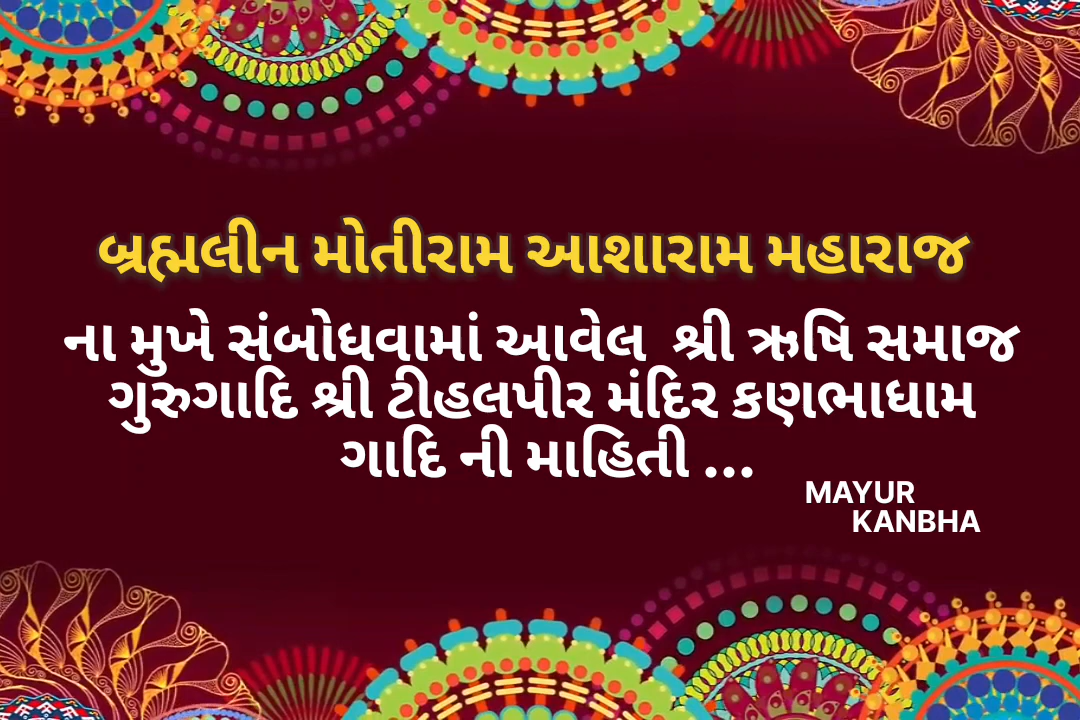 બ્રહ્મલીન મોતીરામ આશારામ મહારાજ
ના મુખે સંબોધવામાં આવેલ શ્રી ઋષિ સમાજ
ગુરુગાદિ શ્રી ટીહલપીર મંદિર કણભાધામ
ગાદિ ની માહિતી ...
MAYUR
KANBHA